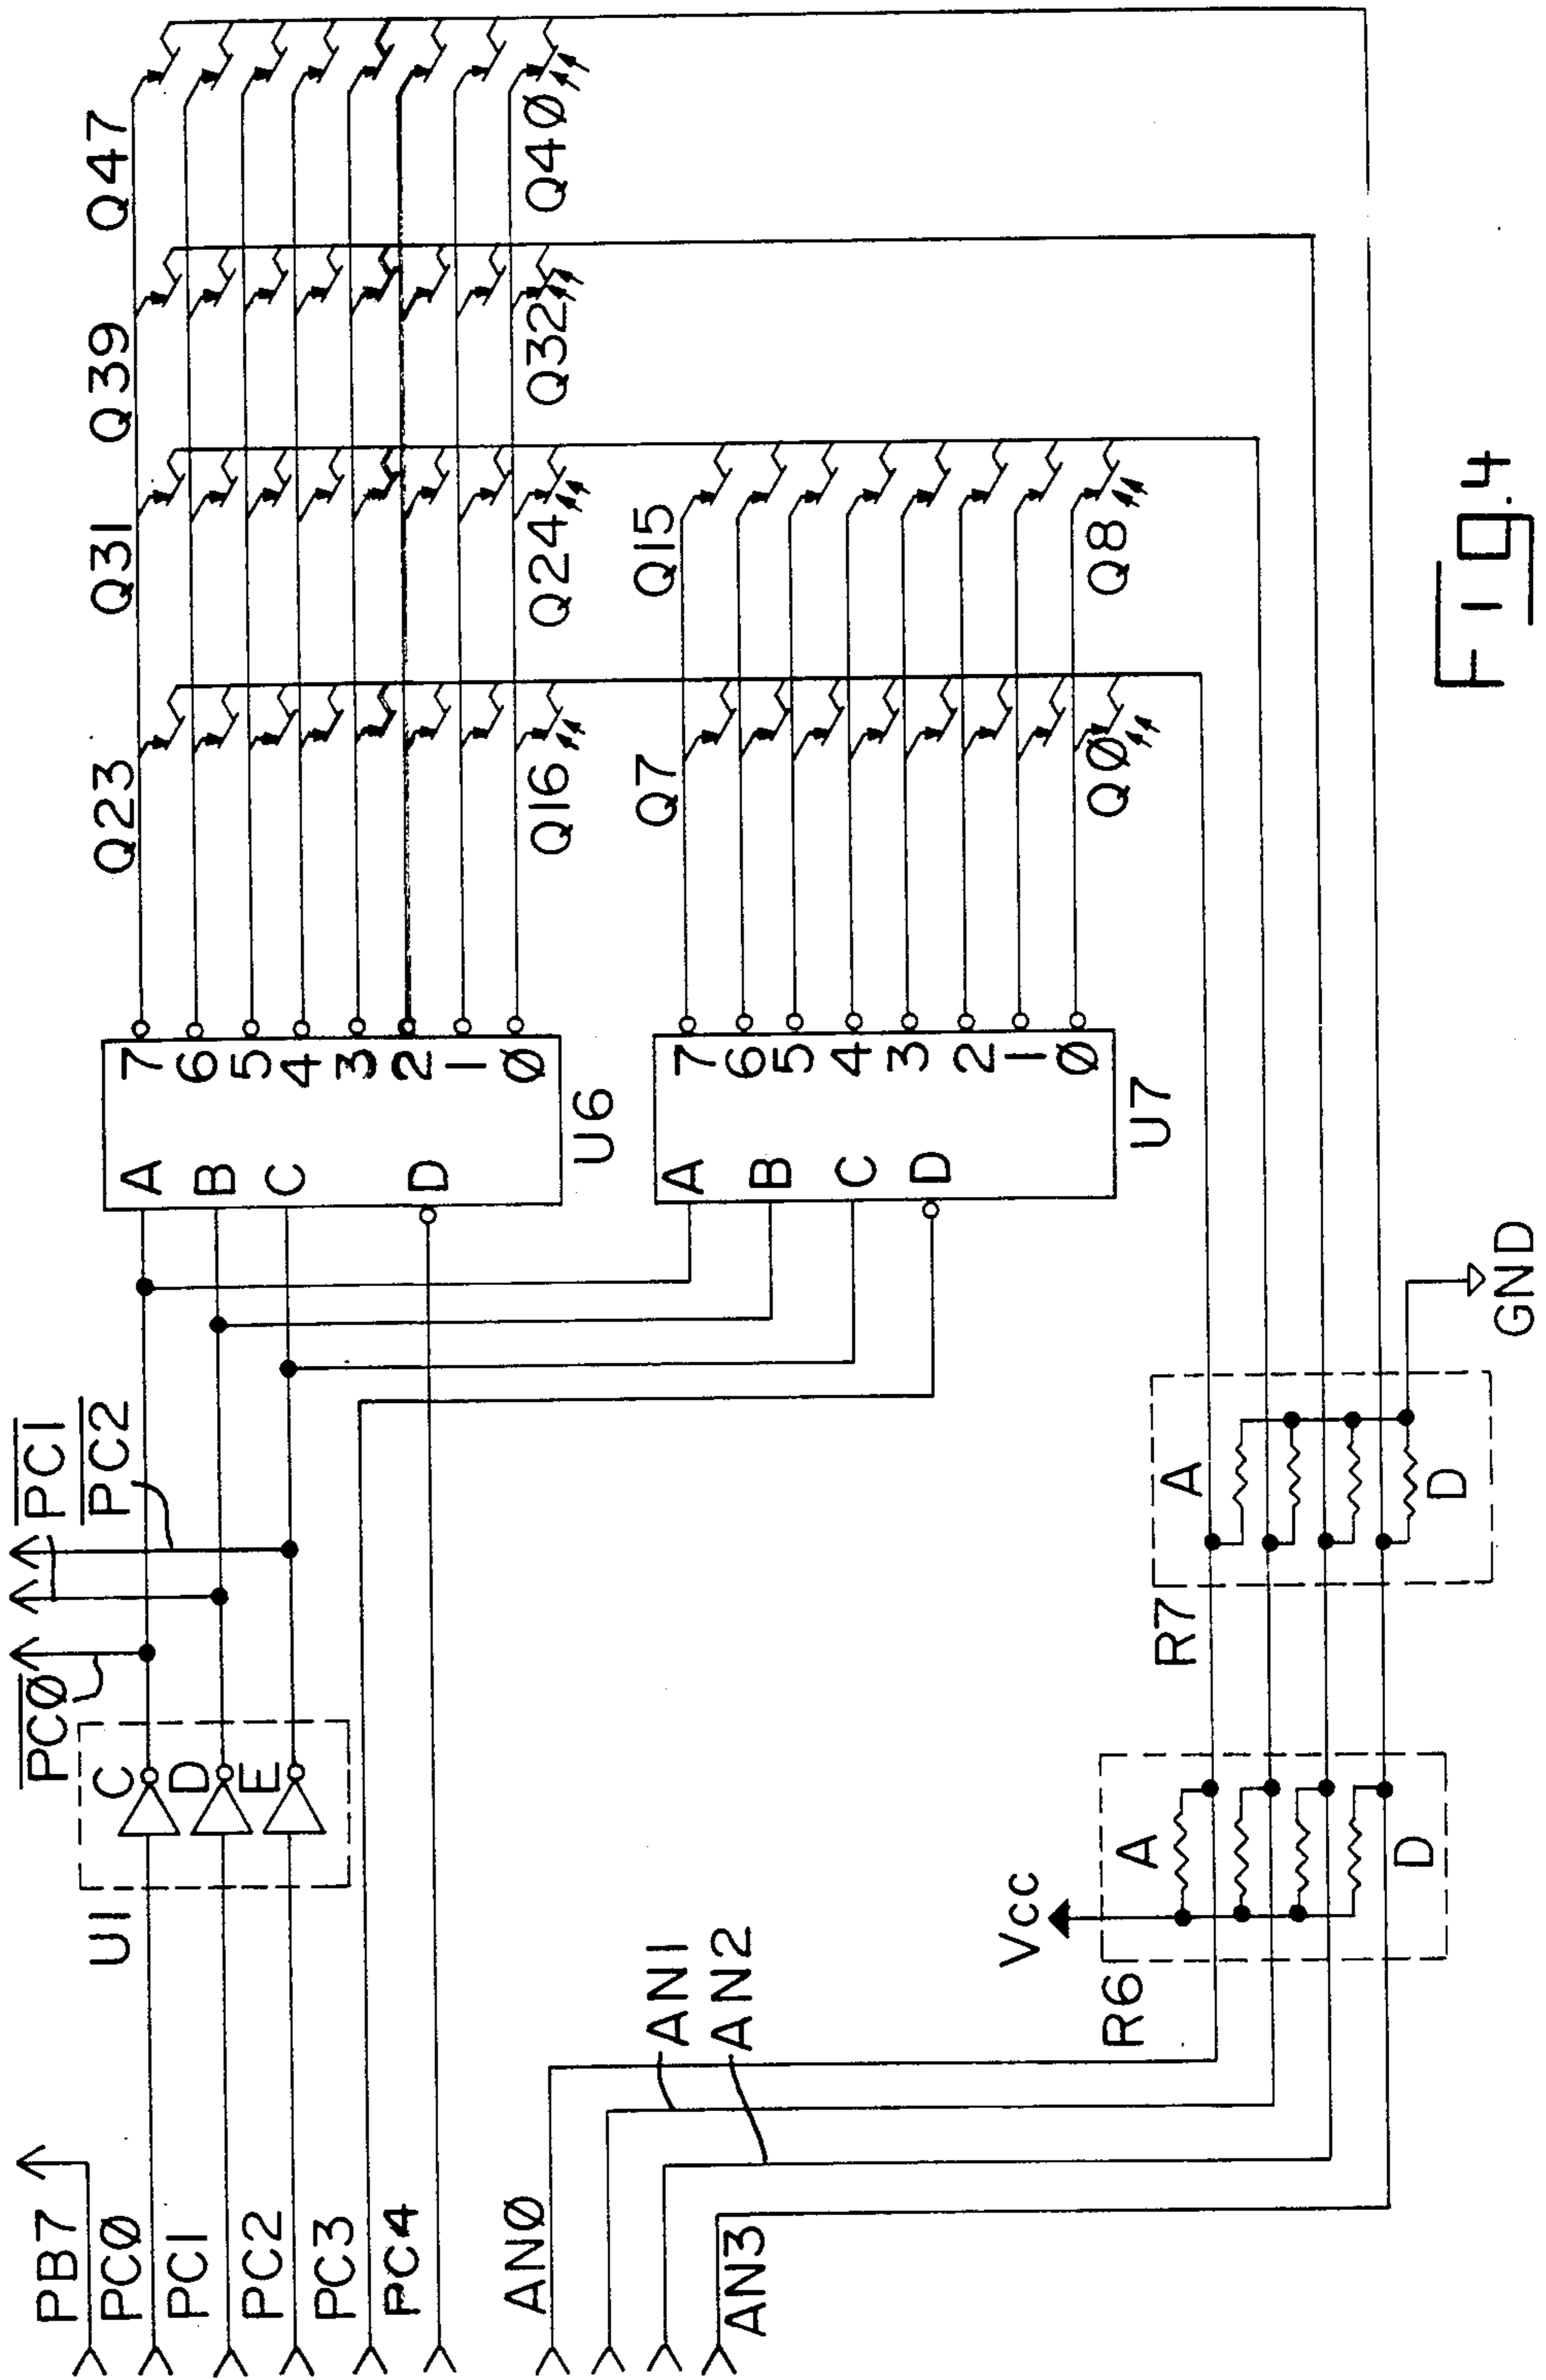 PB7
PCØ
PC1
PC2
PC3
PC4
ANØ
AN1
AN2
AN3
U1
C
D
E
PCØ
PC1
PC2
A
B
C
D
7
6
5
4
3
2
1
Ø
U6
A
B
C
D
7
6
5
4
3
2
1
Ø
U7
Q23
Q31
Q39
Q47
Q16
Q24
Q32
Q4Ø
Q7
Q15
QØ
Q8
Vcc
R6
A
D
R7
A
D
GND
Fig.4